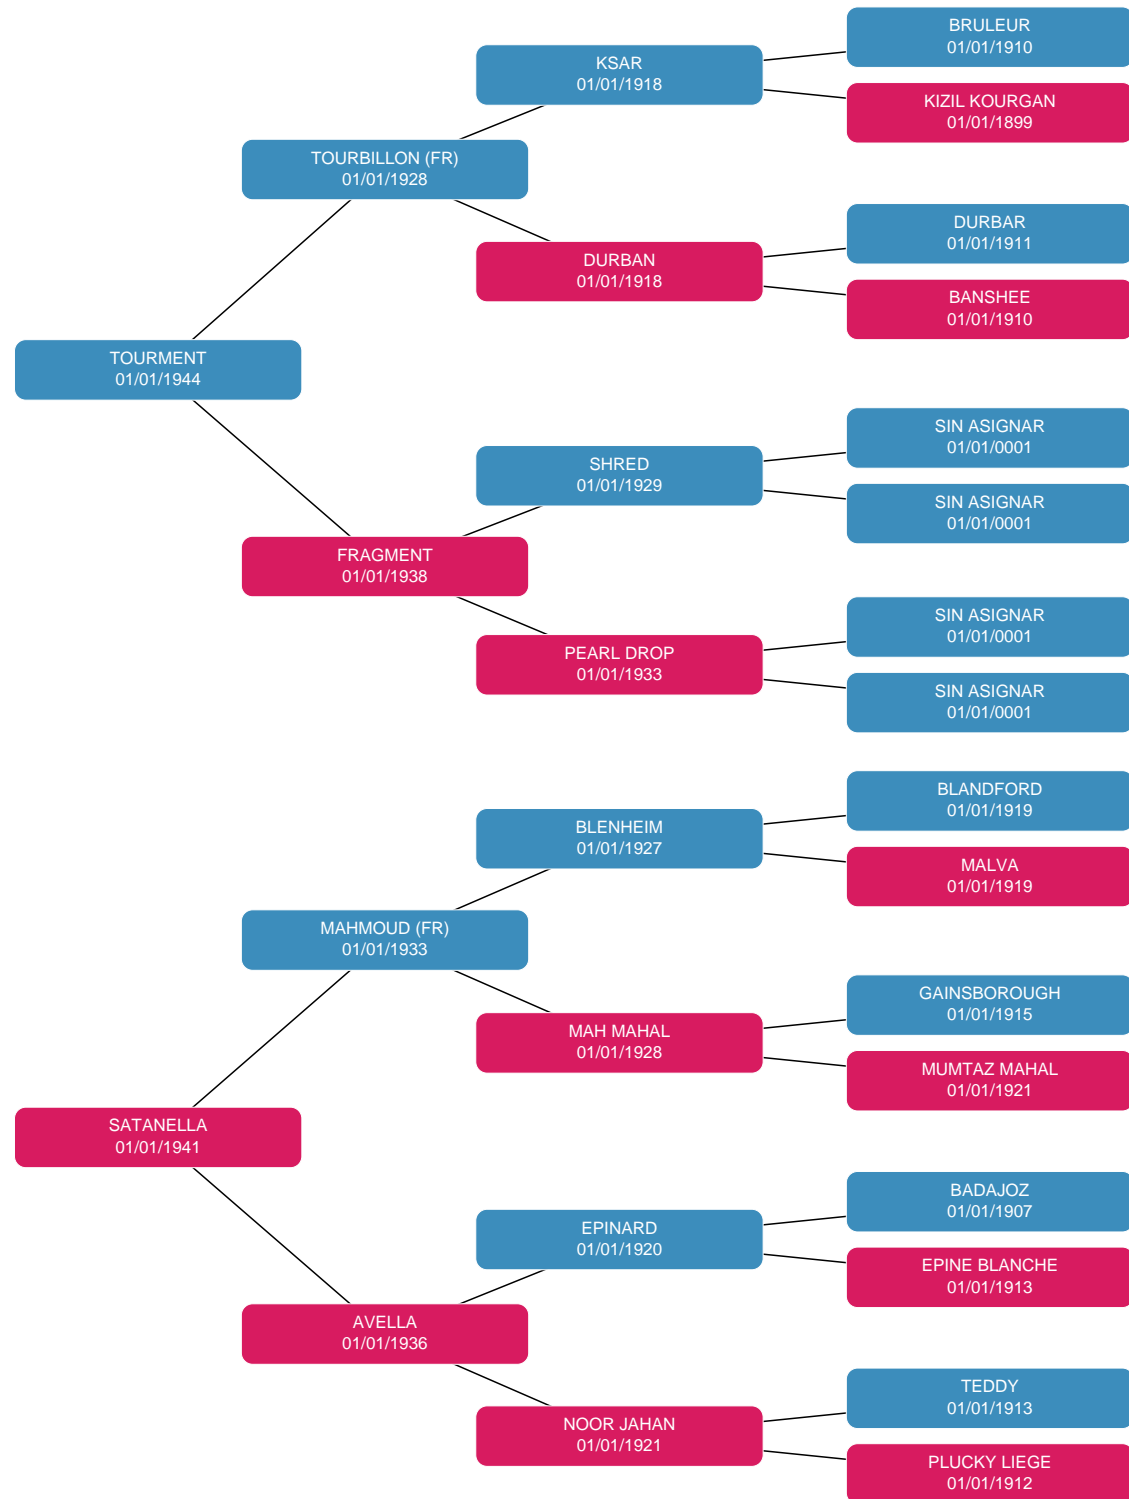 BRULEUR
01/01/1910
KSAR
01/01/1918
KIZIL KOURGAN
01/01/1899
TOURBILLON (FR)
01/01/1928
DURBAR
01/01/1911
DURBAN
01/01/1918
BANSHEE
01/01/1910
TOURMENT
01/01/1944
SIN ASIGNAR
01/01/0001
SHRED
01/01/1929
SIN ASIGNAR
01/01/0001
FRAGMENT
01/01/1938
SIN ASIGNAR
01/01/0001
PEARL DROP
01/01/1933
SIN ASIGNAR
01/01/0001
BLANDFORD
01/01/1919
BLENHEIM
01/01/1927
MALVA
01/01/1919
MAHMOUD (FR)
01/01/1933
GAINSBOROUGH
01/01/1915
MAH MAHAL
01/01/1928
MUMTAZ MAHAL
01/01/1921
SATANELLA
01/01/1941
BADAJOZ
01/01/1907
EPINARD
01/01/1920
EPINE BLANCHE
01/01/1913
AVELLA
01/01/1936
TEDDY
01/01/1913
NOOR JAHAN
01/01/1921
PLUCKY LIEGE
01/01/1912